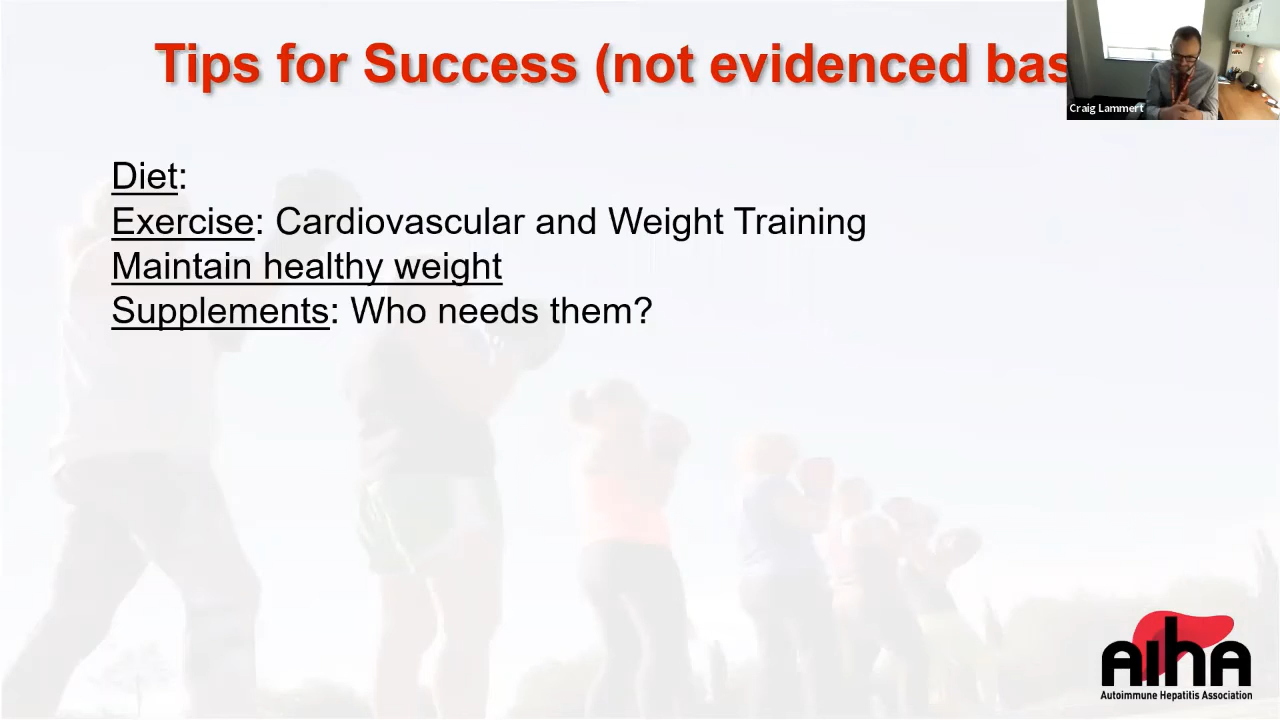 Tips for Success (not evidenced bas
Craig Lammert
Diet:
Exercise: Cardiovascular and Weight Training
Maintain healthy weight
Supplements: Who needs them?
AIHA
Autoimmune Hepatitis Association